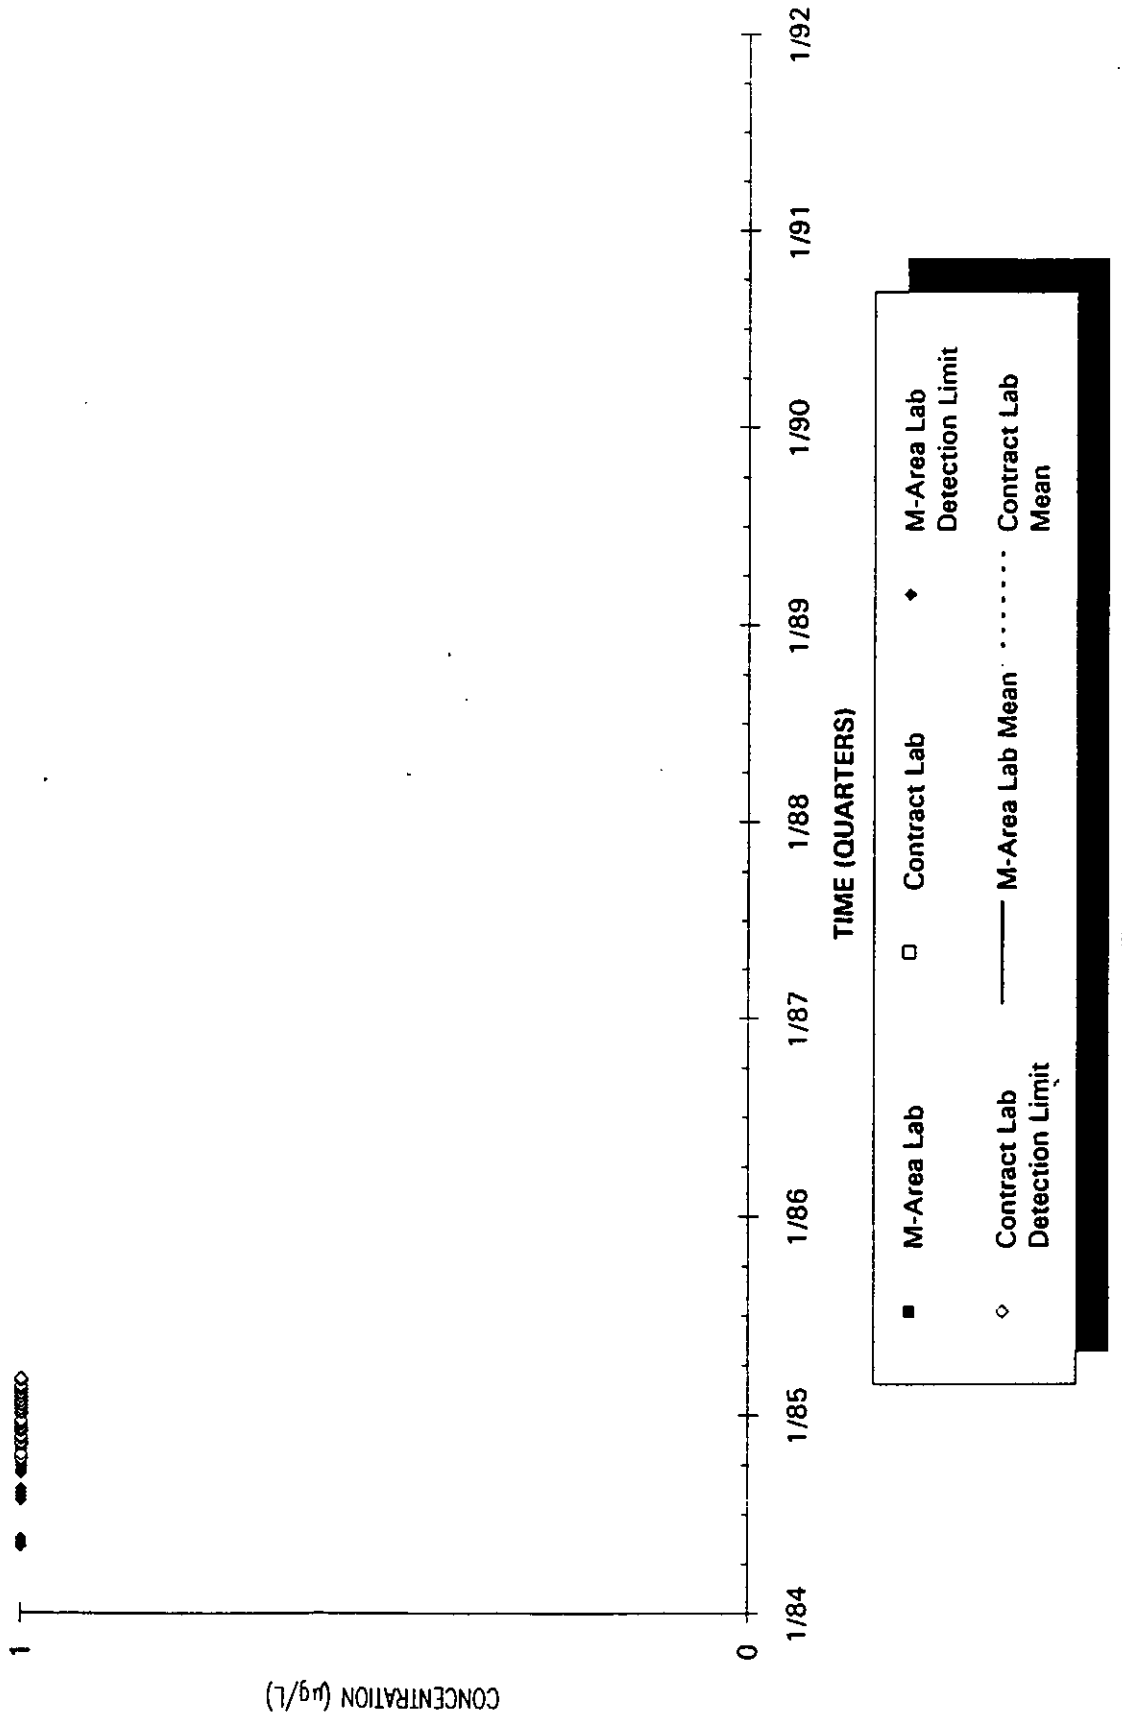 1
0
CONCENTRATION (µg/L)
1/84
1/85
1/86
1/87
1/88
1/89
1/90
1/91
1/92
TIME (QUARTERS)
M-Area Lab
Contract Lab
M-Area Lab
Detection Limit
Contract Lab
Detection Limit
M-Area Lab Mean
Contract Lab
Mean